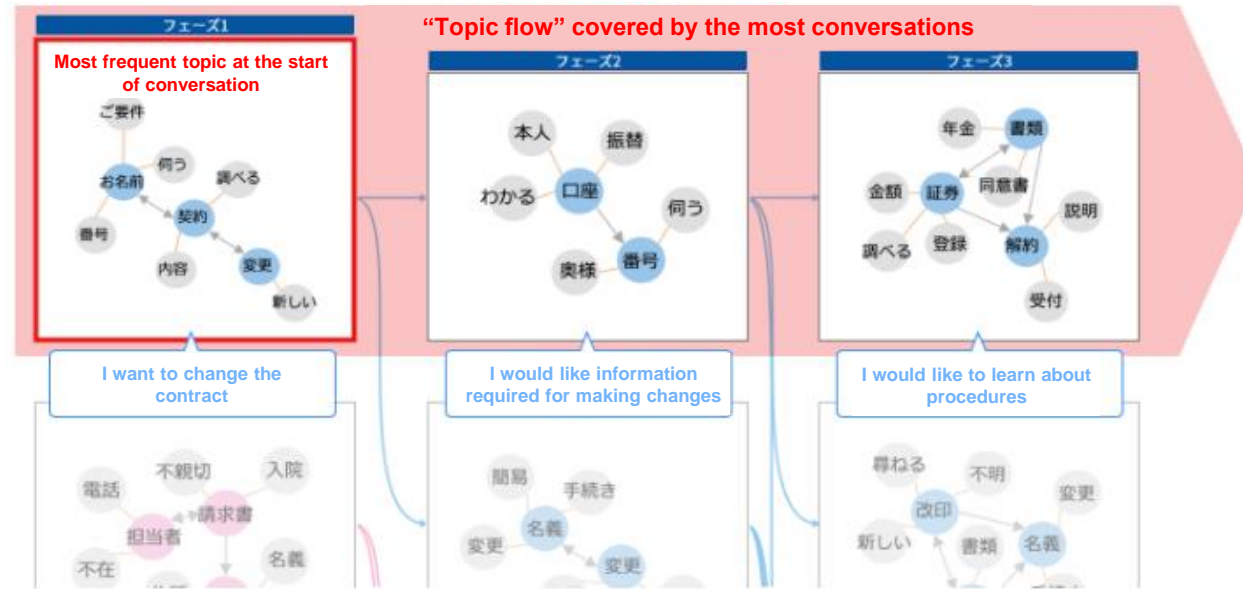 フェーズ1
“Topic flow” covered by the most conversations
Most frequent topic at the start
of conversation
ご要件
伺う
お名前
調べる
契約
番号
内容
変更
新しい
フェーズ2
本人
振替
わかる
口座
伺う
奥様
番号
フェーズ3
年金
書類
金額
証券
同意書
説明
調べる
登録
解約
受付
I want to change the
contract
I would like information
required for making changes
I would like to learn about
procedures
不親切
入院
電話
請求書
担当者
不在
名義
簡易
手続き
名義
変更
変更
尋ねる
不明
変更
改印
新しい
書類
名義